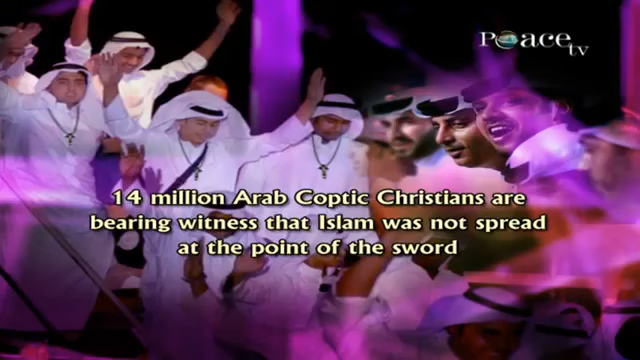 Peace tv
14 million Arab Coptic Christians are
bearing witness that Islam was not spread
at the point of the sword